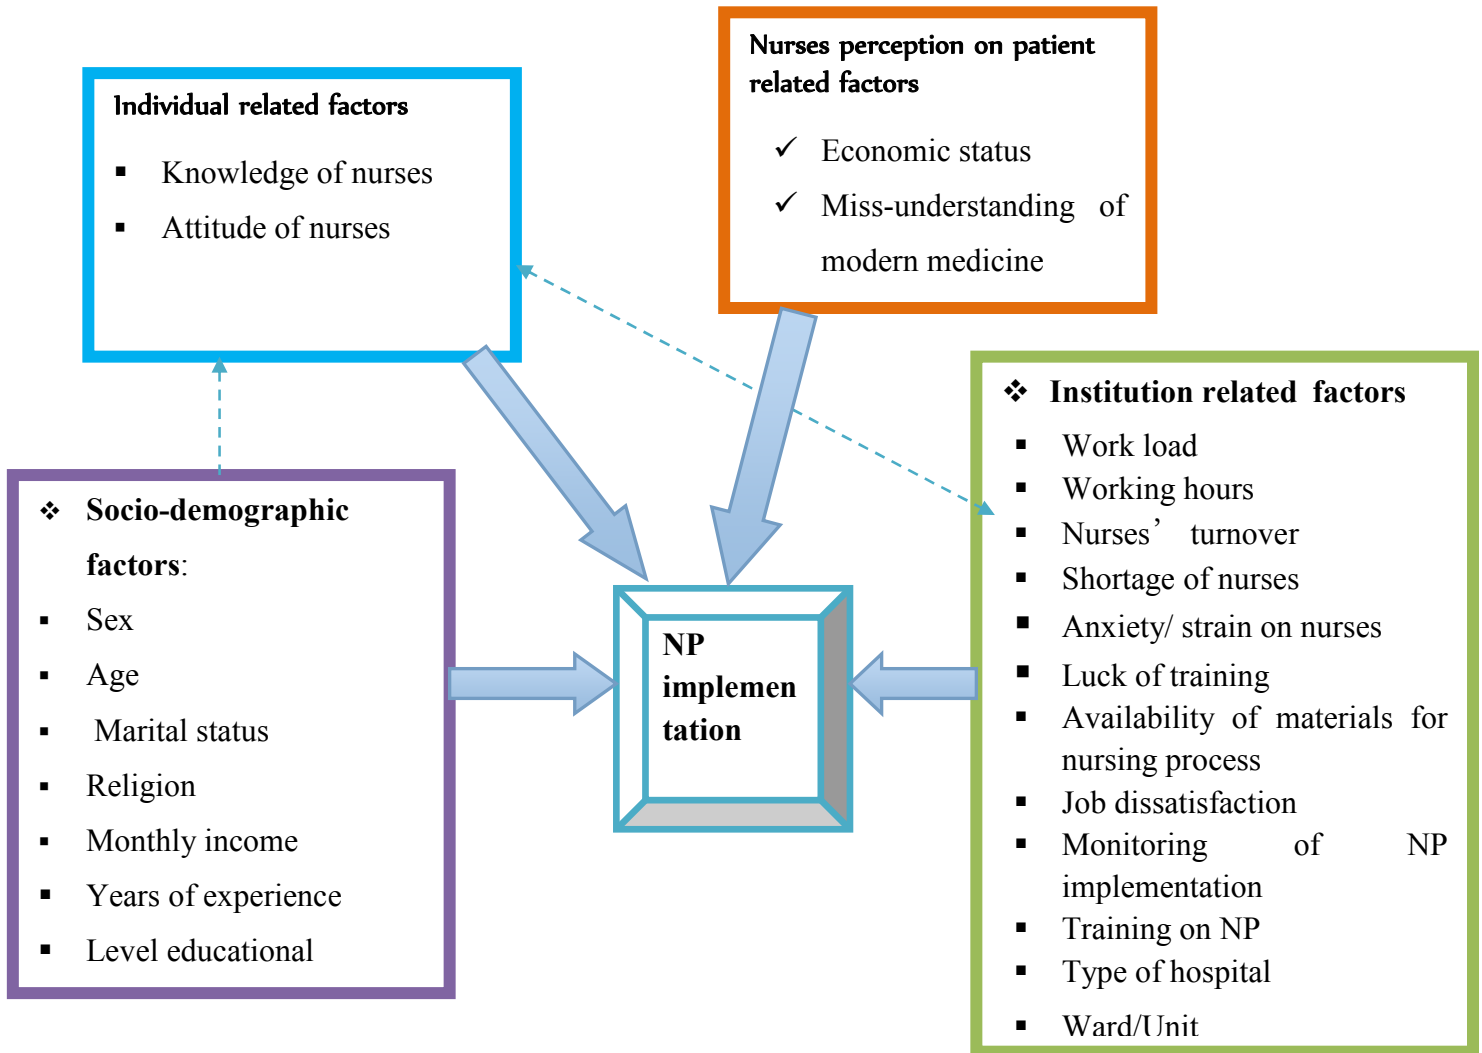 Individual related factors
Knowledge of nurses
Attitude of nurses
Nurses perception on patient
related factors
Economic status
Miss-understanding of
modern medicine
Socio-demographic
factors:
Sex
Age
Marital status
Religion
Monthly income
Years of experience
Level educational
NP
implemen
tation
Institution related factors
Work load
Working hours
Nurses’ turnover
Shortage of nurses
Anxiety/ strain on nurses
Luck of training
Availability of materials for
nursing process
Job dissatisfaction
Monitoring of NP
implementation
Training on NP
Type of hospital
Ward/Unit